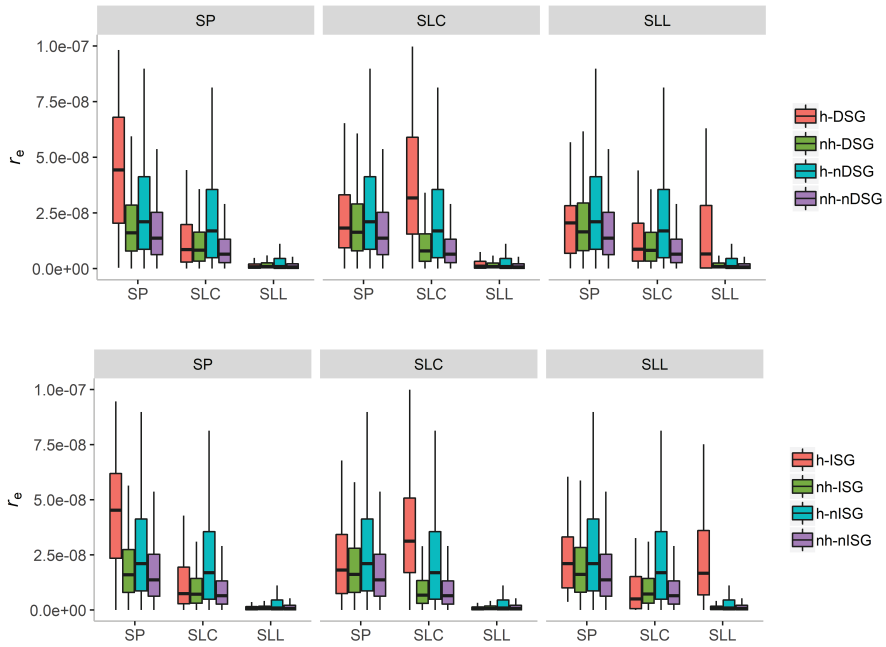 SP SLC SLL
1.0e-07
7.5e-08
5.0e-08
2.5e-08
0.0e+00
re
SP SLC SLL SP SLC SLL SP SLC SLL
h-DSG
nh-DSG
h-nDSG
nh-nDSG
SP SLC SLL
1.0e-07
7.5e-08
5.0e-08
2.5e-08
0.0e+00
re
SP SLC SLL SP SLC SLL SP SLC SLL
h-ISG
nh-ISG
h-nISG
nh-nISG